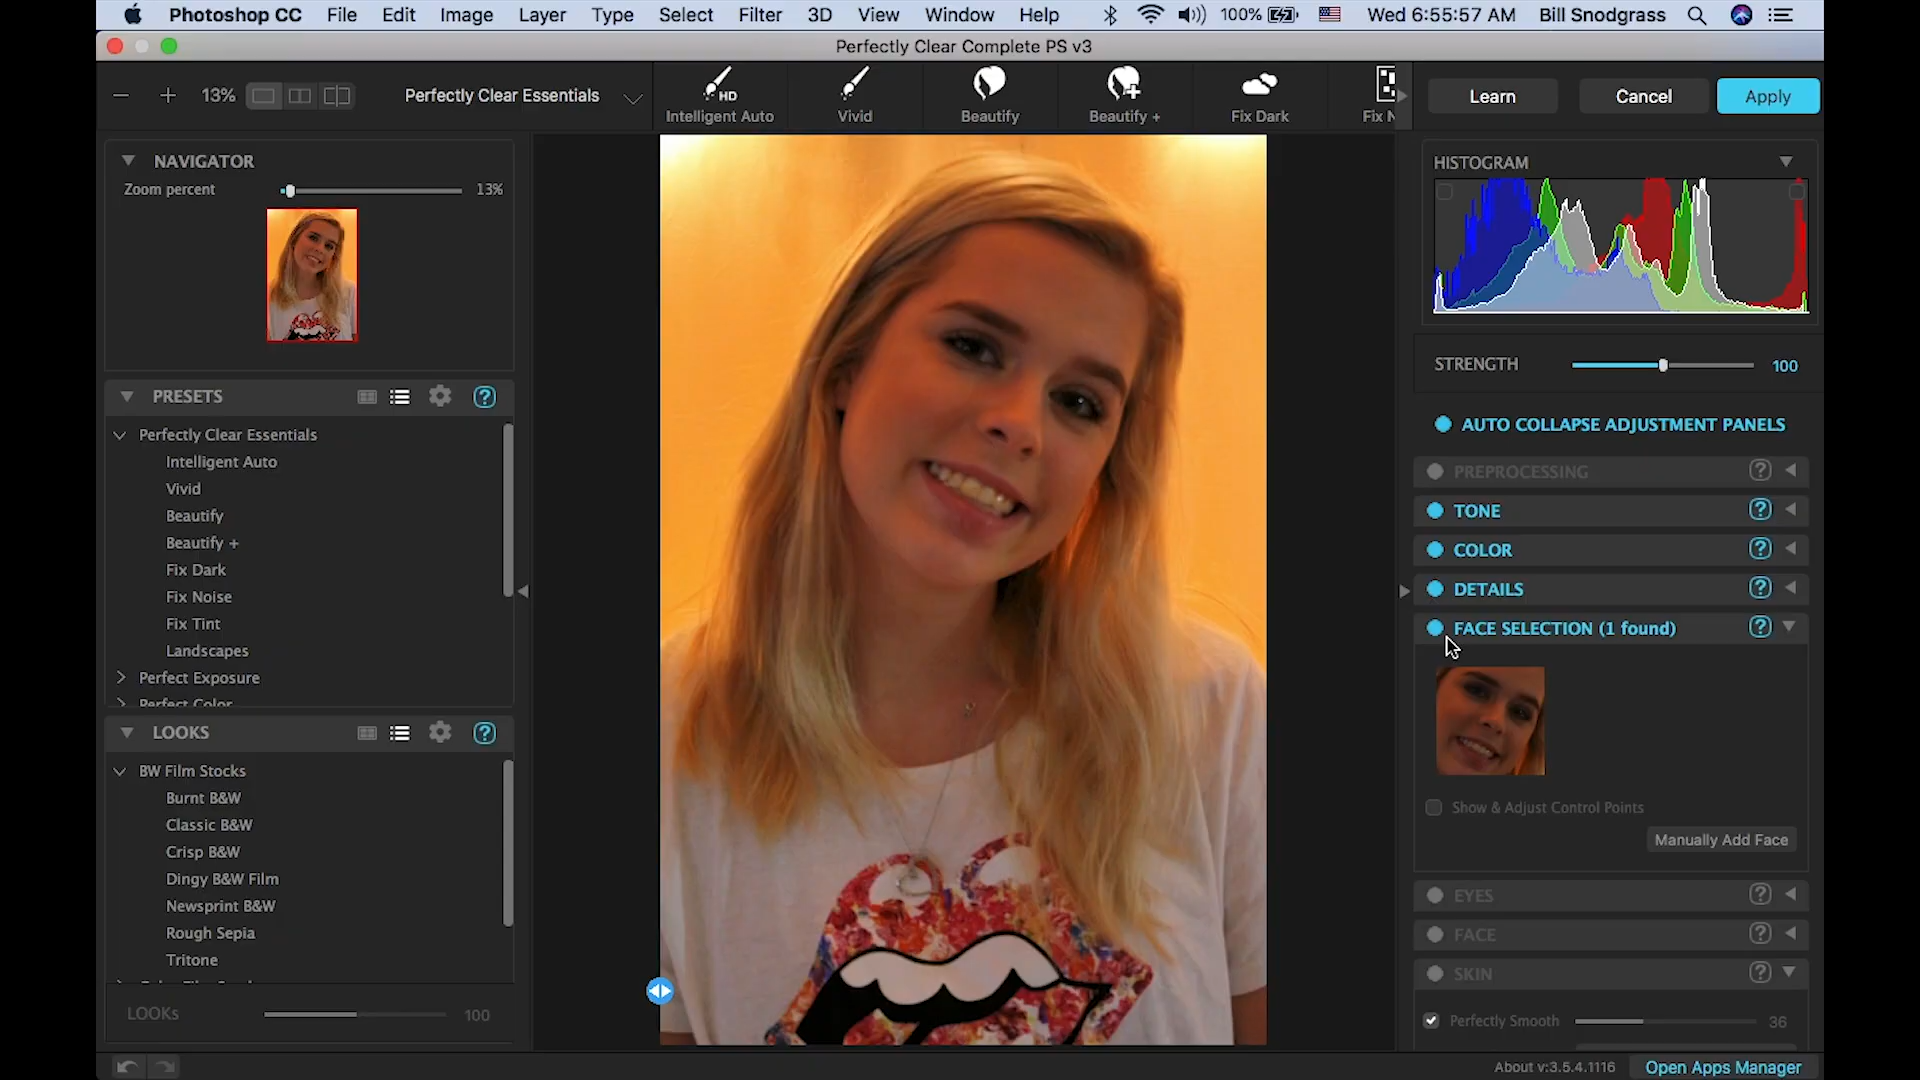 Photoshop CC File Edit Image Layer Type Select Filter 3D View Window Help 100% Wed 6:55:57 AM Bill Snodgrass
Perfectly Clear Complete PS v3
13% Perfectly Clear Essentials
HD
Intelligent Auto Vivid Beautify Beautify + Fix Dark Fix N
Learn Cancel Apply
NAVIGATOR
Zoom percent 13%
PRESETS ?
Perfectly Clear Essentials
Intelligent Auto
Vivid
Beautify
Beautify +
Fix Dark
Fix Noise
Fix Tint
Landscapes
Perfect Exposure
Perfect Color
LOOKS ?
BW Film Stocks
Burnt B&W
Classic B&W
Crisp B&W
Dingy B&W Film
Newsprint B&W
Rough Sepia
Tritone
LOOKs 100
HISTOGRAM
STRENGTH 100
AUTO COLLAPSE ADJUSTMENT PANELS
PREPROCESSING ?
TONE ?
COLOR ?
DETAILS ?
FACE SELECTION (1 found) ?
Show & Adjust Control Points
Manually Add Face
EYES ?
FACE ?
SKIN ?
Perfectly Smooth 36
About v:3.5.4.1116 Open Apps Manager